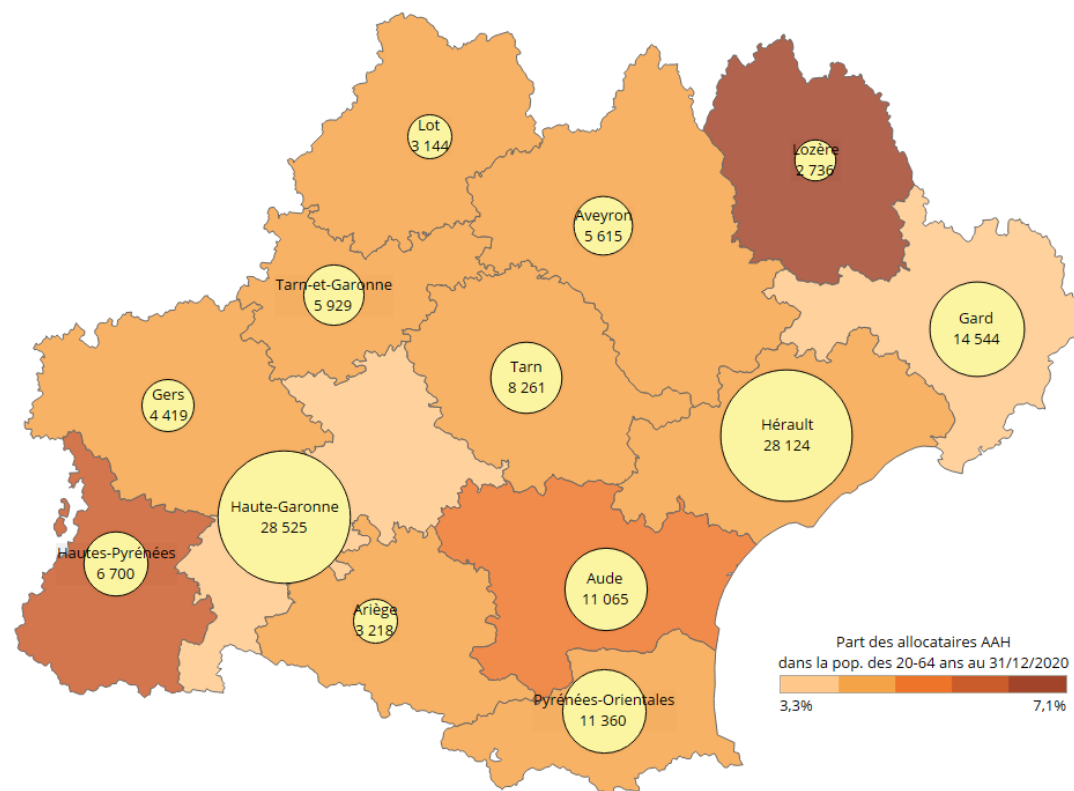 Lot
3 144
Lozère
2 736
Aveyron
5 615
Tarn-et-Garonne
5 929
Gard
14 544
Tarn
8 261
Gers
4 419
Hérault
28 124
Haute-Garonne
28 525
Hautes-Pyrénées
6 700
Aude
11 065
Ariège
3 218
Pyrénées-Orientales
11 360
Part des allocataires AAH
dans la pop. des 20-64 ans au 31/12/2020
3,3% 7,1%